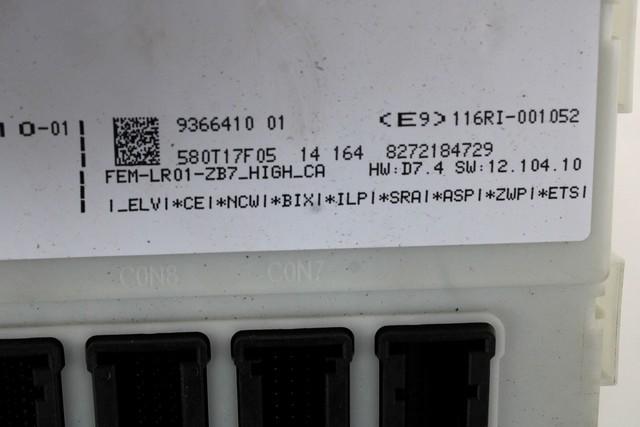 10-01
9366410 01 <E9>116RI-001052
580T17F05 14 164 8272184729
FEM-LR01-ZB7_HIGH_CA HW:D7.4 SW:12.104.10
|_ELV|*CE|*NCW|*BIX|*ILP|*SRA|*ASP|*ZWP|*ETS|
CON8 CON7